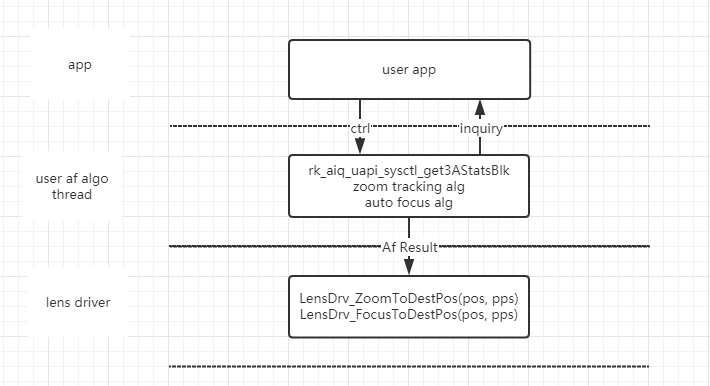 app
user app
ctrl
inquiry
user af algo
thread
rk_aiq_uapi_sysctl_get3AStatsBlk
zoom tracking alg
auto focus alg
Af Result
lens driver
LensDrv_ZoomToDestPos(pos, pps)
LensDrv_FocusToDestPos(pos, pps)